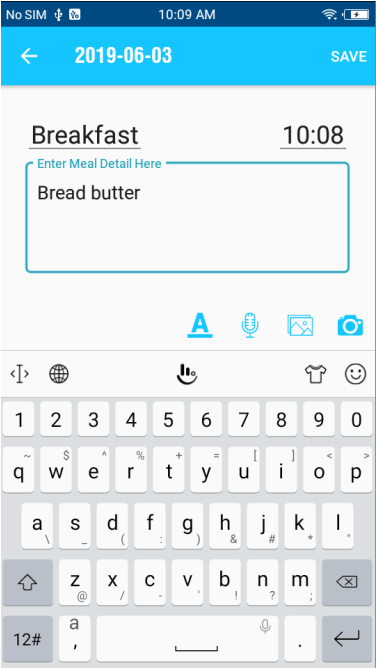 No SIM 10:09 AM
2019-06-03 SAVE
Breakfast 10:08
Enter Meal Detail Here
Bread butter
A
1 2 3 4 5 6 7 8 9 0
~ $ ^ % + = [ ] < >
q w e r t y u i o p
a s d f g h j k l
\ _ ( : ) & # * "
z x c v b n m
@ / - ' ! ? ;
12# a , .